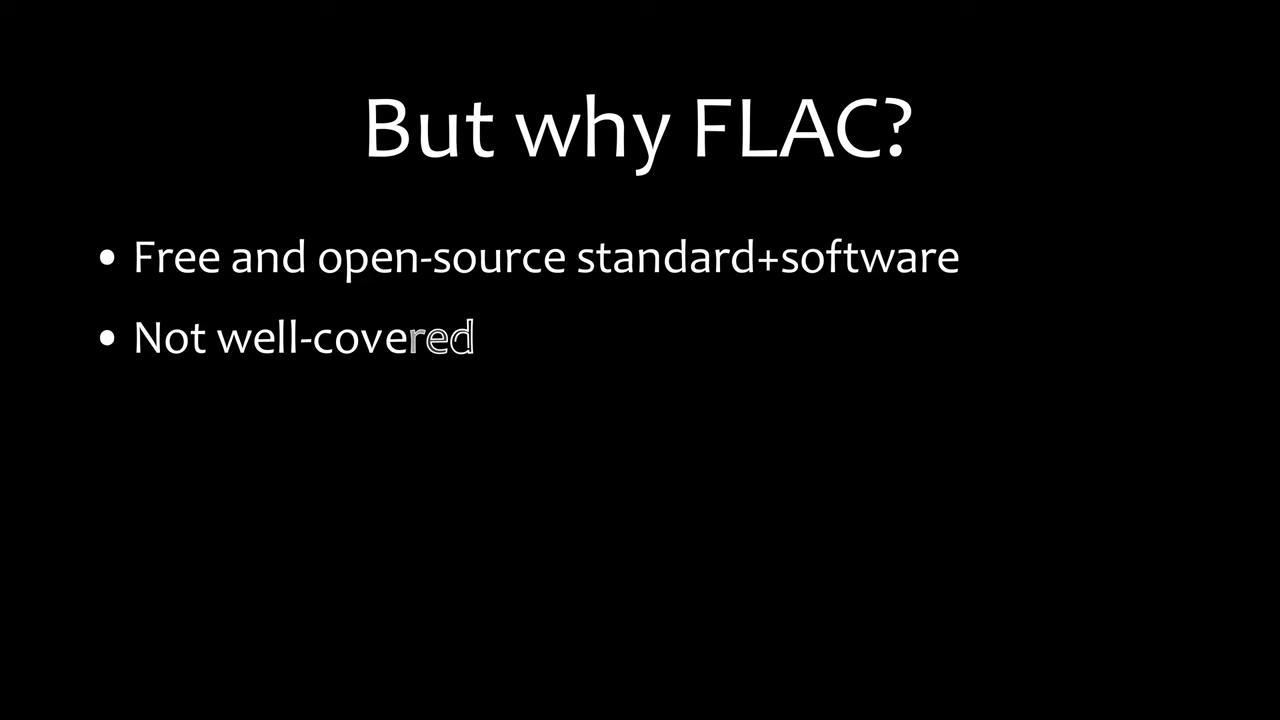 But why FLAC?
• Free and open-source standard+software
• Not well-covered